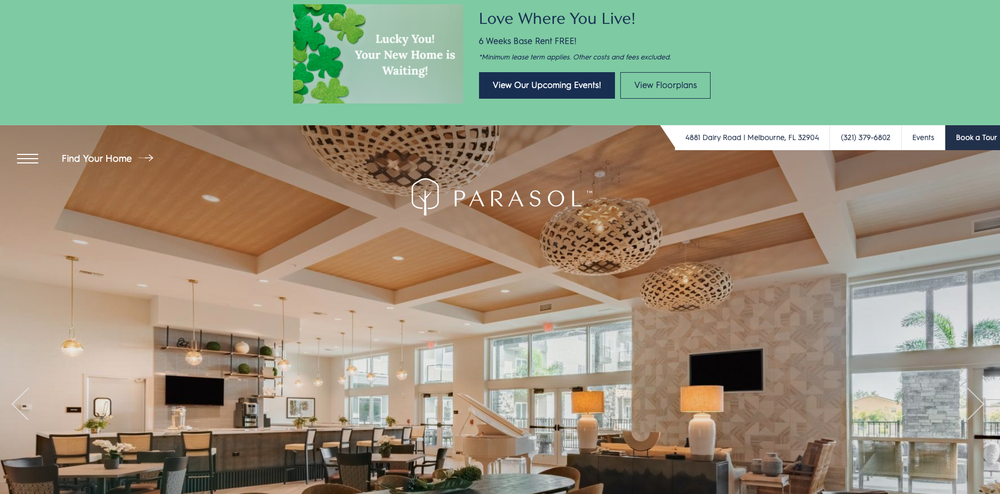 Lucky You!
Your New Home is
Waiting!
Love Where You Live!
6 Weeks Base Rent FREE!
*Minimum lease term applies. Other costs and fees excluded.
View Our Upcoming Events!
View Floorplans
4881 Dairy Road | Melbourne, FL 32904
(321) 379-6802
Events
Book a Tour
Find Your Home
PARASOL™